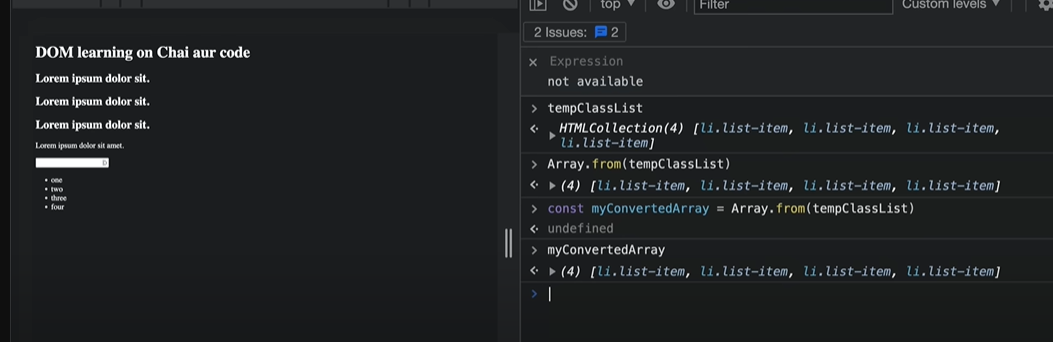 top ▼
Filter
Custom levels ▼
2 Issues: 2
DOM learning on Chai aur code
Lorem ipsum dolor sit.
Lorem ipsum dolor sit.
Lorem ipsum dolor sit.
Lorem ipsum dolor sit amet.
• one
• two
• three
• four
× Expression
not available
> tempClassList
HTMLCollection(4) [li.list-item, li.list-item, li.list-item,
li.list-item]
> Array.from(tempClassList)
(4) [li.list-item, li.list-item, li.list-item, li.list-item]
> const myConvertedArray = Array.from(tempClassList)
undefined
> myConvertedArray
(4) [li.list-item, li.list-item, li.list-item, li.list-item]
>